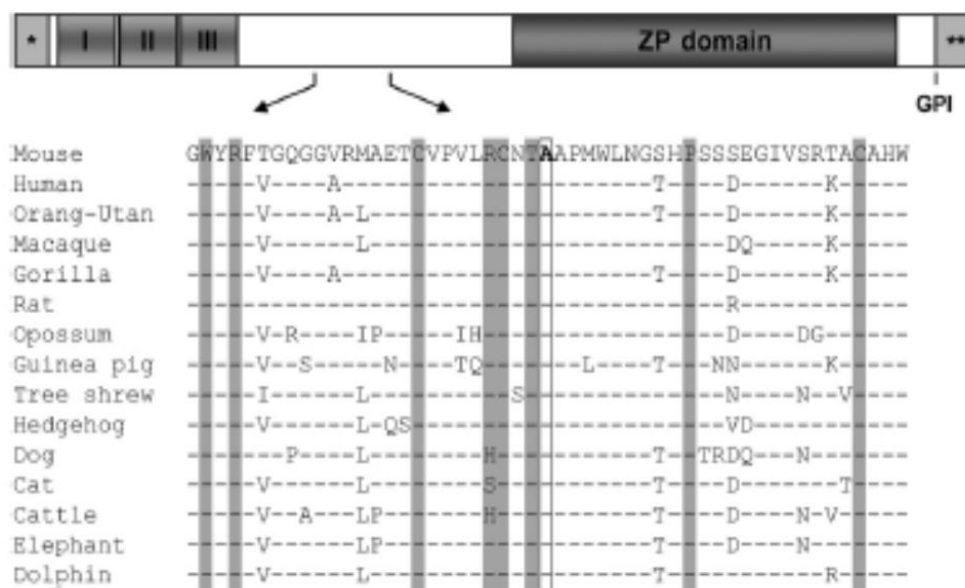 * I II III ZP domain **
GPI
Mouse GWYRFTGQGGVRMAETCVPVLRCNTAAPMWLNGSHPSSSEGIVSRTACAHW
Human -----V----A----------------------T----D------K-----
Orang-Utan -----V----A-L--------------------T----D------K-----
Macaque -----V------L-------------------------DQ-----K-----
Gorilla -----V----A----------------------T----D------K-----
Rat --------------------------------------R------------
Opossum -----V-R----IP-----IH-----------------D----DG------
Guinea pig -----V--S-----N----TQ-------L----T---NN------K-----
Tree shrew -----I------L----------S--------------N----N--V----
Hedgehog -----V------L-QS----------------------VD-----------
Dog -------P----L--------H-----------T--TRDQ---N-------
Cat -----V------L--------S-----------T----D-------T----
Cattle -----V--A---LP-------H-----------T----D----N-V-----
Elephant -----V------LP-------------------T----D----N-------
Dolphin -----V------L--------------------T-----------R-----